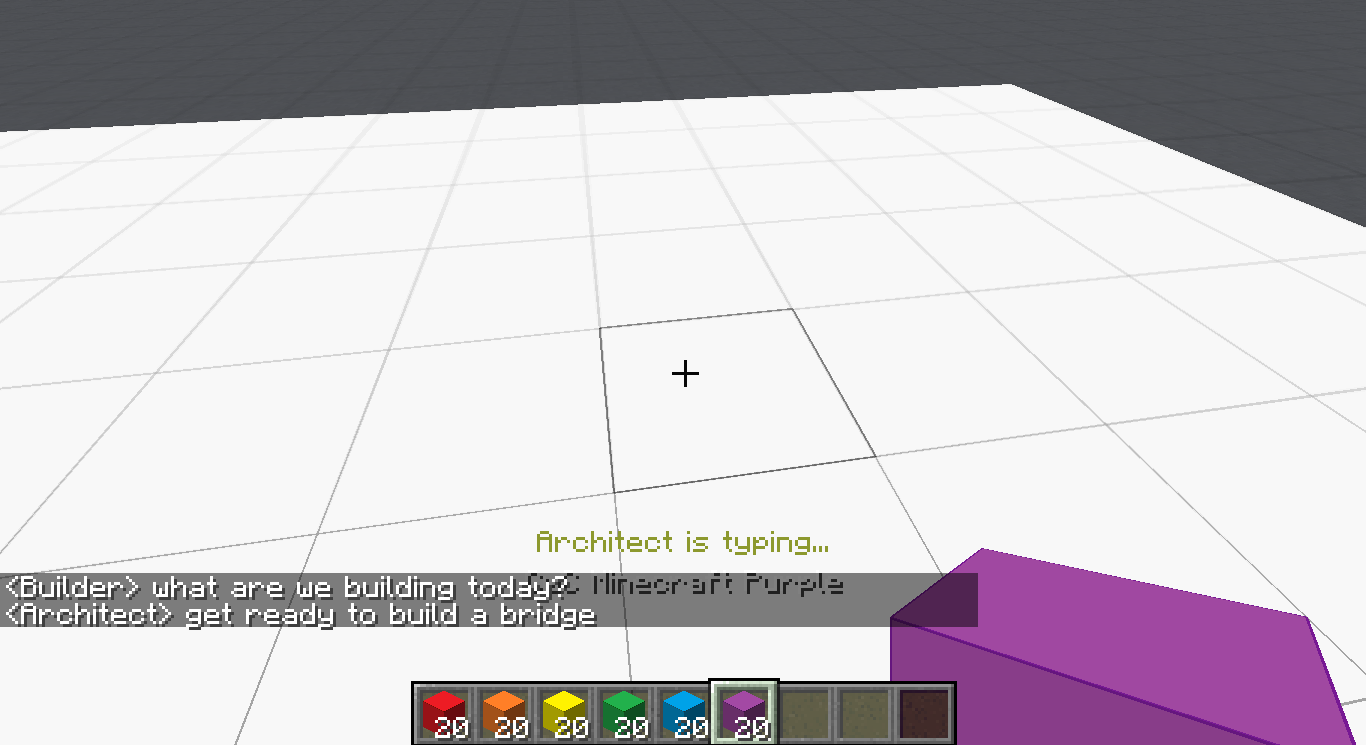 Architect is typing...
<Builder> what are we building today?
Minecraft Purple
<Architect> get ready to build a bridge
20 20 20 20 20 20